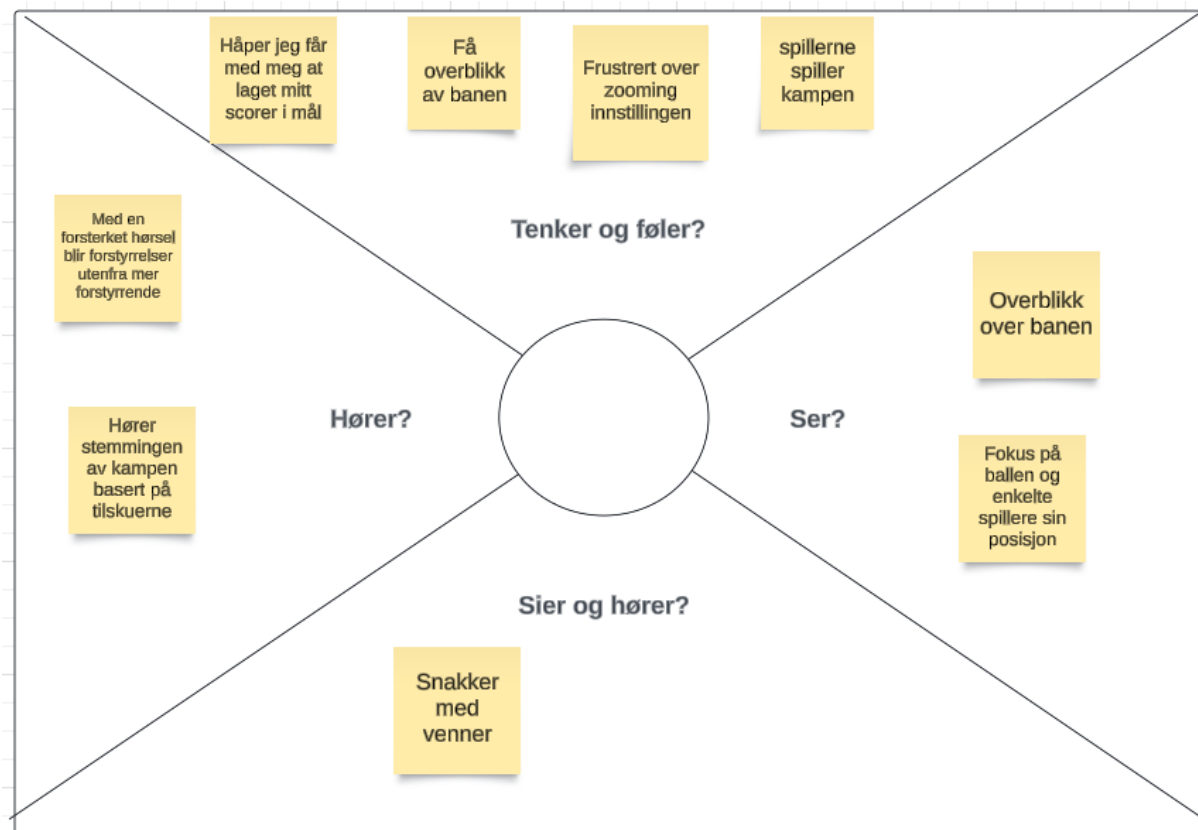 Håper jeg får
med meg at
laget mitt
scorer i mål
Få
overblikk
av banen
Frustrert over
zooming
innstillingen
spillerne
spiller
kampen
Tenker og føler?
Med en
forsterket hørsel
blir forstyrrelser
utenfra mer
forstyrrende
Hører
stemmingen
av kampen
basert på
tilskuerne
Hører?
Ser?
Overblikk
over banen
Fokus på
ballen og
enkelte
spillere sin
posisjon
Sier og hører?
Snakker
med
venner